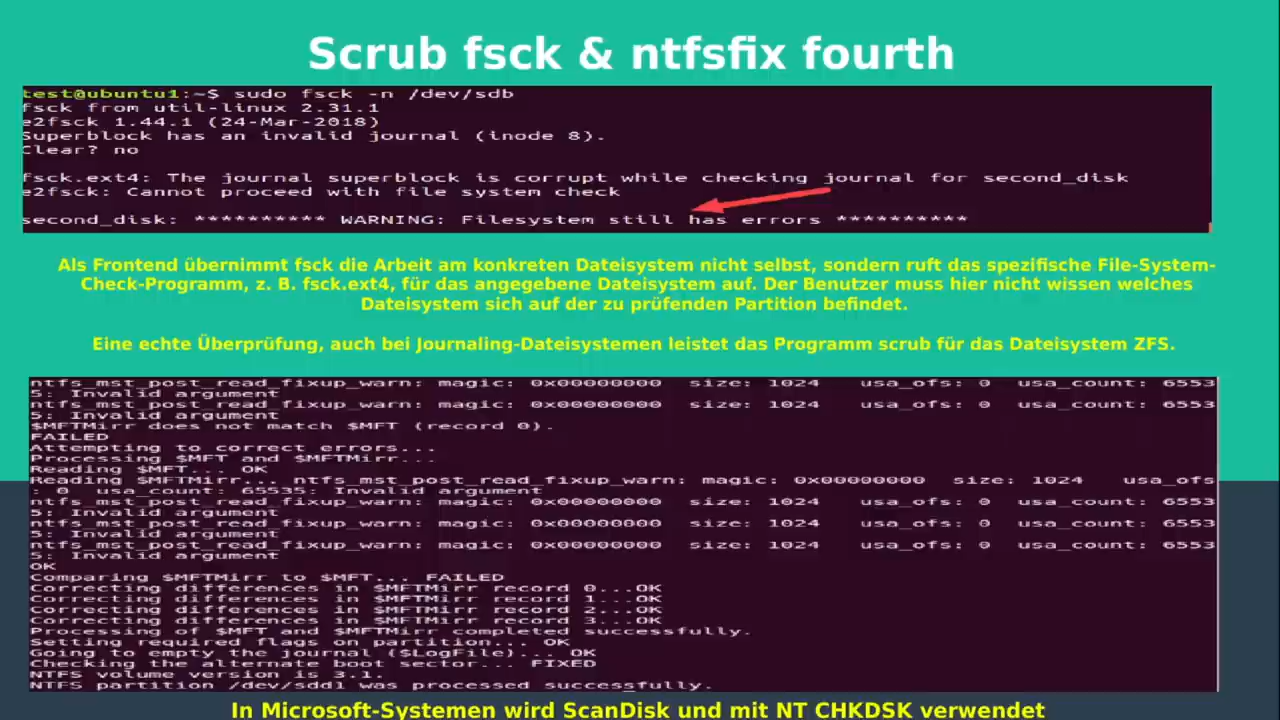 Scrub fsck & ntfsfix fourth
test@ubuntu1:~$ sudo fsck -n /dev/sdb
fsck from util-linux 2.31.1
e2fsck 1.44.1 (24-Mar-2018)
Superblock has an invalid journal (inode 8).
Clear? no
fsck.ext4: The journal superblock is corrupt while checking journal for second_disk
e2fsck: Cannot proceed with file system check
second_disk: ********** WARNING: Filesystem still has errors **********
Als Frontend übernimmt fsck die Arbeit am konkreten Dateisystem nicht selbst, sondern ruft das spezifische File-System-
Check-Programm, z. B. fsck.ext4, für das angegebene Dateisystem auf. Der Benutzer muss hier nicht wissen welches
Dateisystem sich auf der zu prüfenden Partition befindet.
Eine echte Überprüfung, auch bei Journaling-Dateisystemen leistet das Programm scrub für das Dateisystem ZFS.
ntfs_mst_post_read_fixup_warn: magic: 0x00000000 size: 1024 usa_ofs: 0 usa_count: 6553
5: Invalid argument
ntfs_mst_post_read_fixup_warn: magic: 0x00000000 size: 1024 usa_ofs: 0 usa_count: 6553
5: Invalid argument
$MFTMirr does not match $MFT (record 0).
FAILED
Attempting to correct errors...
Processing $MFT and $MFTMirr...
Reading $MFT... OK
Reading $MFTMirr... ntfs_mst_post_read_fixup_warn: magic: 0x00000000 size: 1024 usa_ofs
: 0 usa_count: 65535: Invalid argument
ntfs_mst_post_read_fixup_warn: magic: 0x00000000 size: 1024 usa_ofs: 0 usa_count: 6553
5: Invalid argument
ntfs_mst_post_read_fixup_warn: magic: 0x00000000 size: 1024 usa_ofs: 0 usa_count: 6553
5: Invalid argument
ntfs_mst_post_read_fixup_warn: magic: 0x00000000 size: 1024 usa_ofs: 0 usa_count: 6553
5: Invalid argument
OK
Comparing $MFTMirr to $MFT... FAILED
Correcting differences in $MFTMirr record 0...OK
Correcting differences in $MFTMirr record 1...OK
Correcting differences in $MFTMirr record 2...OK
Correcting differences in $MFTMirr record 3...OK
Processing of $MFT and $MFTMirr completed successfully.
Setting required flags on partition... OK
Going to empty the journal ($LogFile)... OK
Checking the alternate boot sector... FIXED
NTFS volume version is 3.1.
NTFS partition /dev/sdd1 was processed successfully.
In Microsoft-Systemen wird ScanDisk und mit NT CHKDSK verwendet